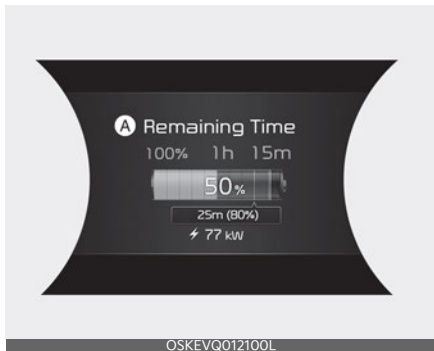 A Remaining Time
100% 1h 15m
50%
25m (80%)
77 kW
OSKEVQ012100L